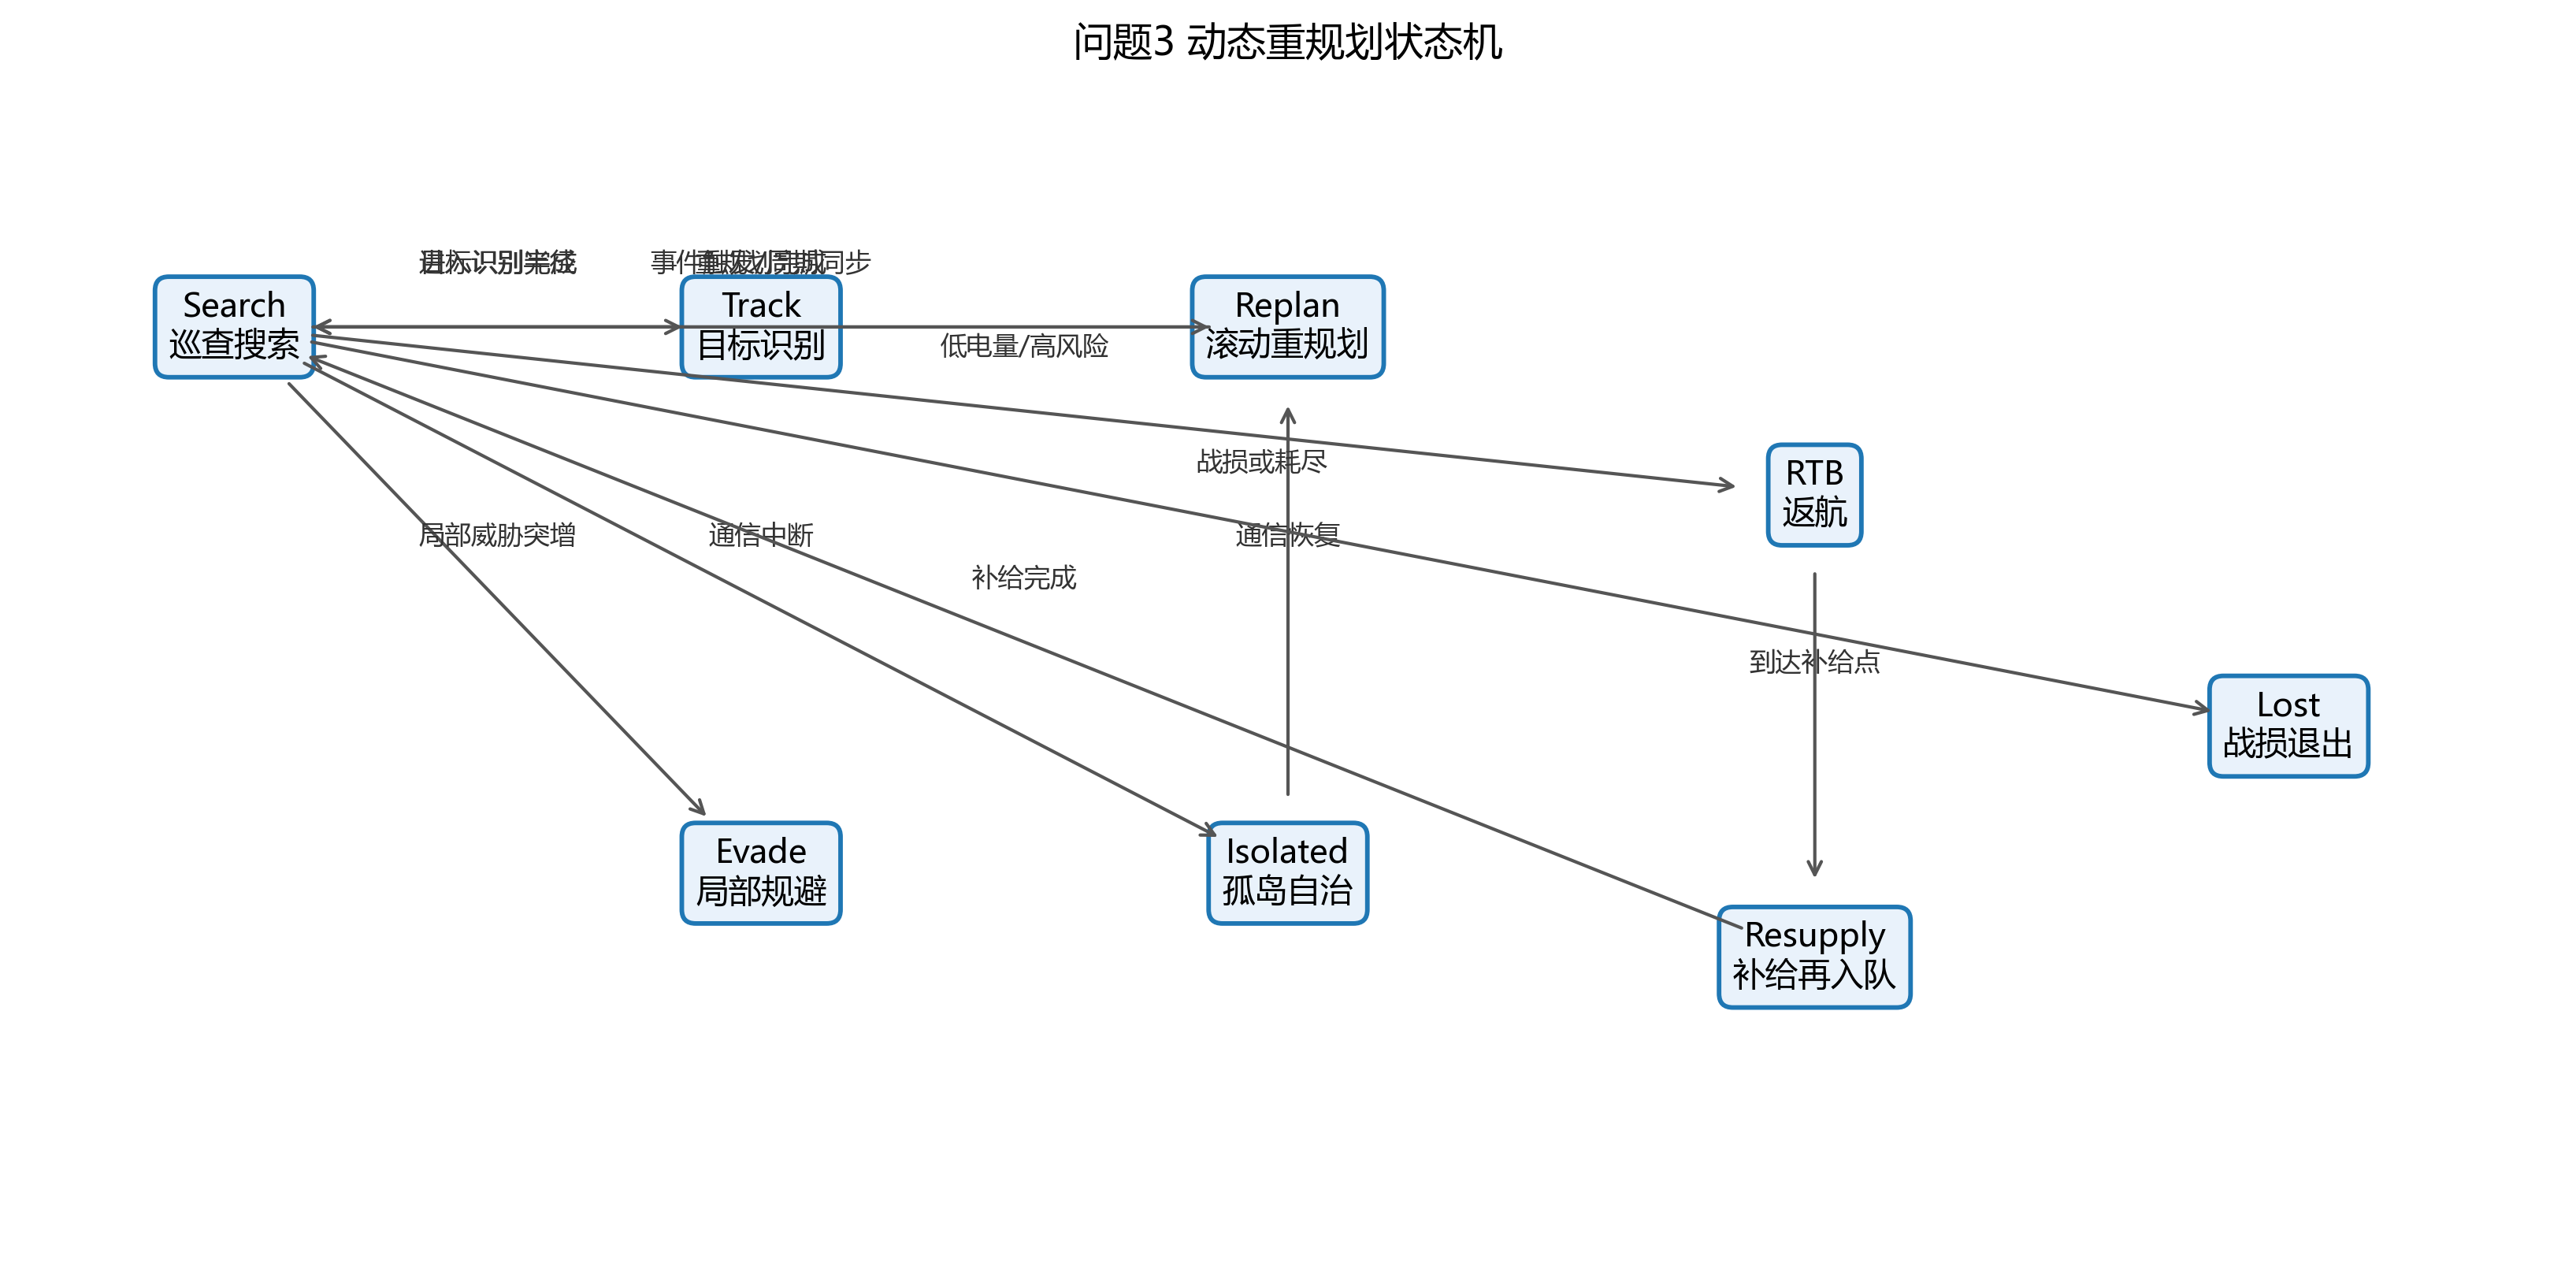 问题3 动态重规划状态机
Search
巡查搜索
Track
目标识别
Replan
滚动重规划
低电量/高风险
战损或耗尽
RTB
返航
局部威胁突增
通信中断
通信恢复
补给完成
到达补给点
Lost
战损退出
Evade
局部规避
Isolated
孤岛自治
Resupply
补给再入队